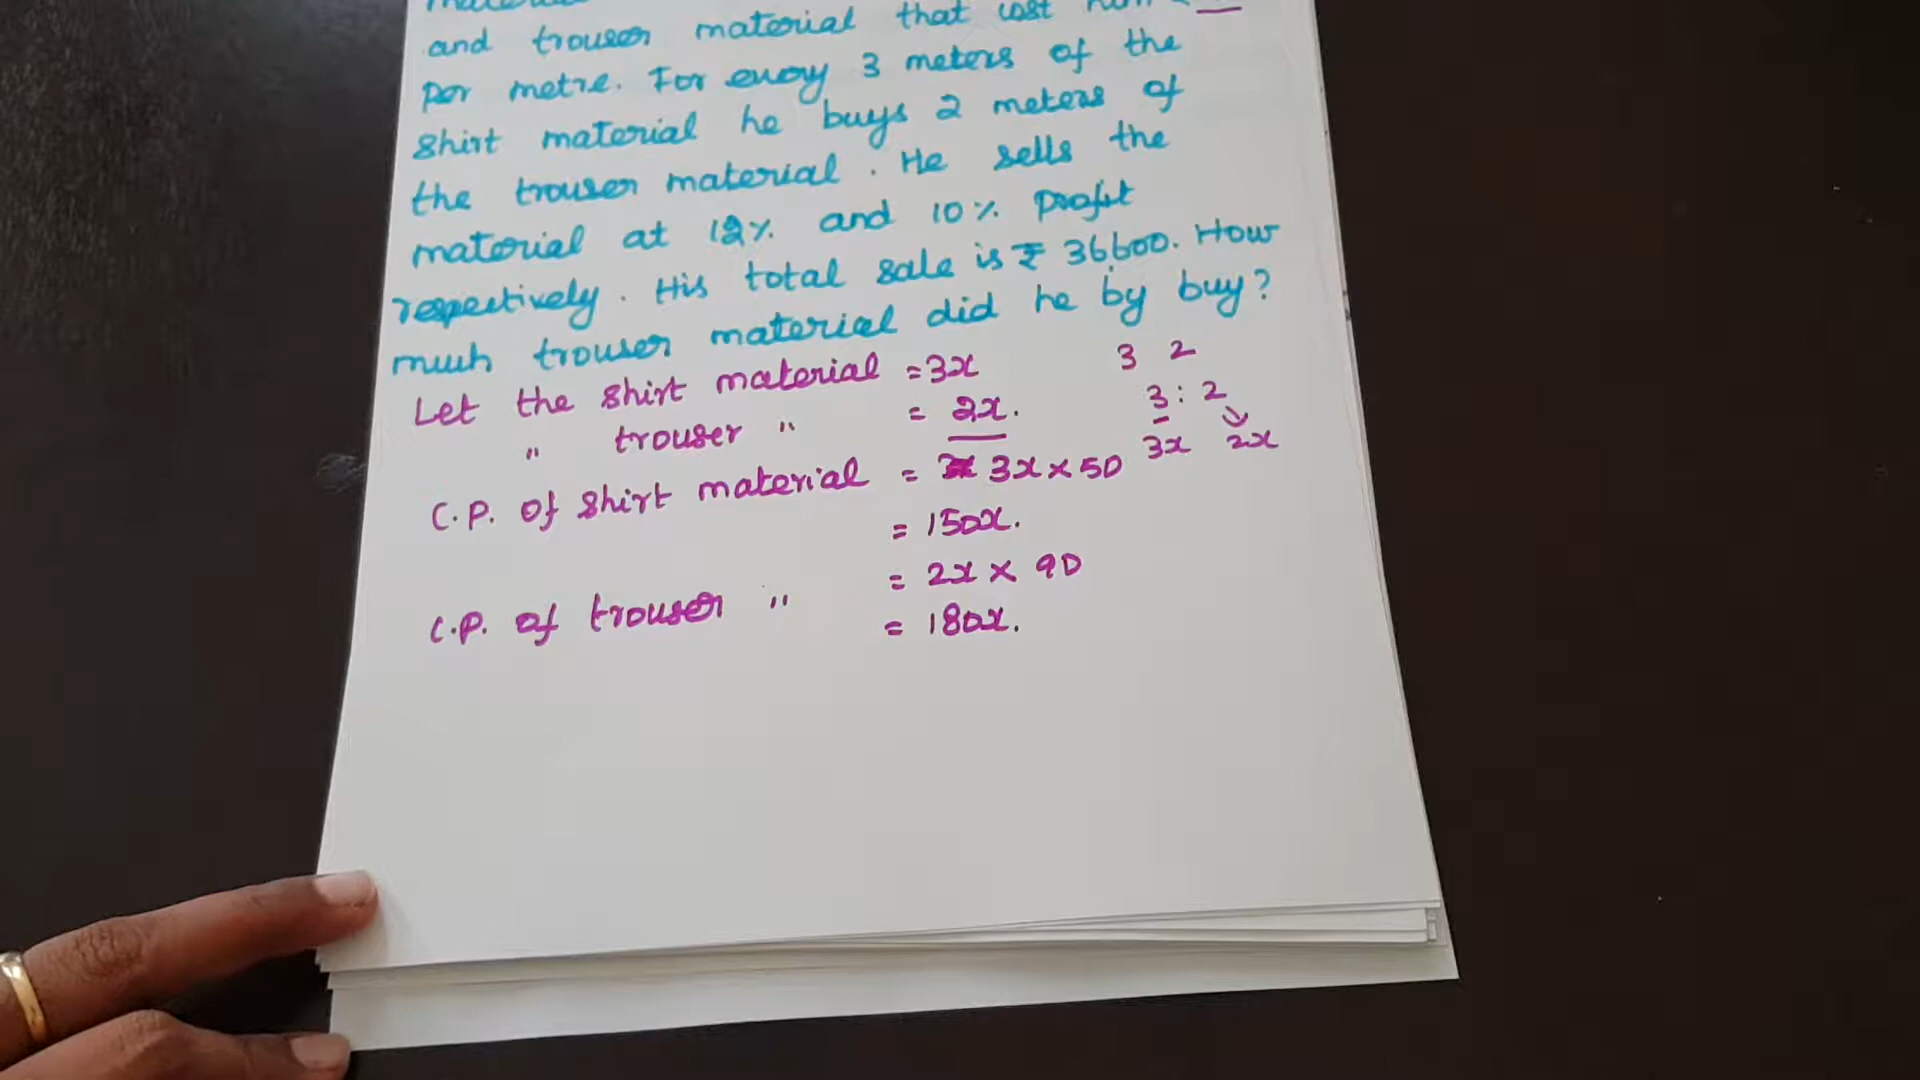 and trouser material that cost
per metre. For every 3 meters of the
shirt material he buys 2 meters of
the trouser material. He sells the
material at 12% and 10% profit
respectively. His total sale is ₹ 36600. How
much trouser material did he by buy?
Let the shirt material = 3x 3 2
" trouser " = 2x. 3 : 2
3x 2x
C.P. of shirt material = 3x × 50
= 150x.
C.P. of trouser " = 2x × 90
= 180x.